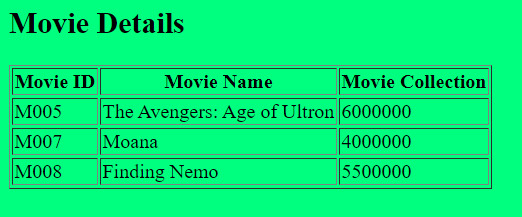 Movie Details
Movie ID Movie Name Movie Collection
M005 The Avengers: Age of Ultron 6000000
M007 Moana 4000000
M008 Finding Nemo 5500000